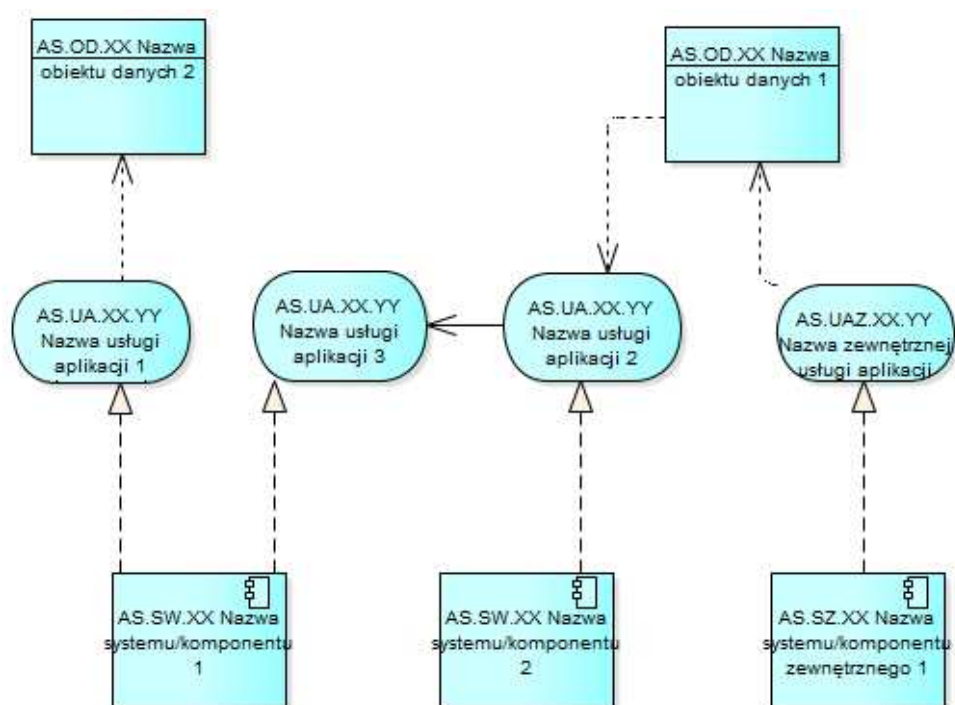 AS.OD.XX Nazwa
obiektu danych 2
AS.OD.XX Nazwa
obiektu danych 1
AS.UA.XX.YY
Nazwa usługi
aplikacji 1
AS.UA.XX.YY
Nazwa usługi
aplikacji 3
AS.UA.XX.YY
Nazwa usługi
aplikacji 2
AS.UAZ.XX.YY
Nazwa zewnętrznej
usługi aplikacji
AS.SW.XX Nazwa
systemu/komponentu
1
AS.SW.XX Nazwa
systemu/komponentu
2
AS.SZ.XX Nazwa
systemu/komponentu
zewnętrznego 1